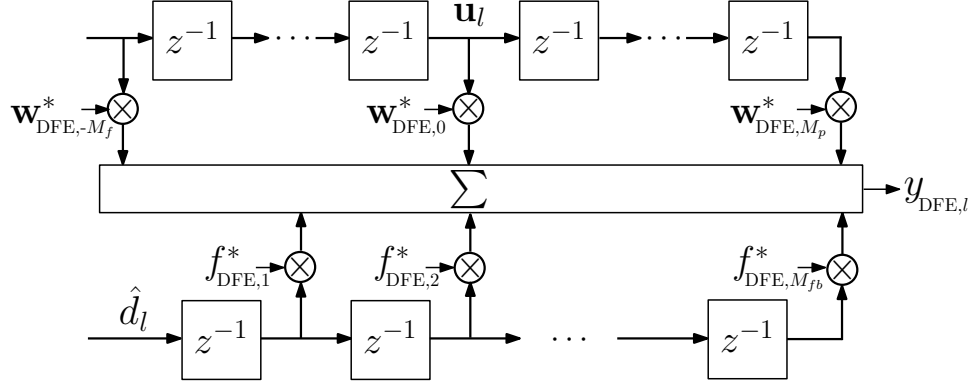 𝐮_l
z⁻¹ ··· z⁻¹ z⁻¹ ··· z⁻¹
𝐰*_{DFE,-M_f} 𝐰*_{DFE,0} 𝐰*_{DFE,M_p}
∑ y_{DFE,l}
f*_{DFE,1} f*_{DFE,2} f*_{DFE,M_{fb}}
d̂_l
z⁻¹ z⁻¹ ··· z⁻¹